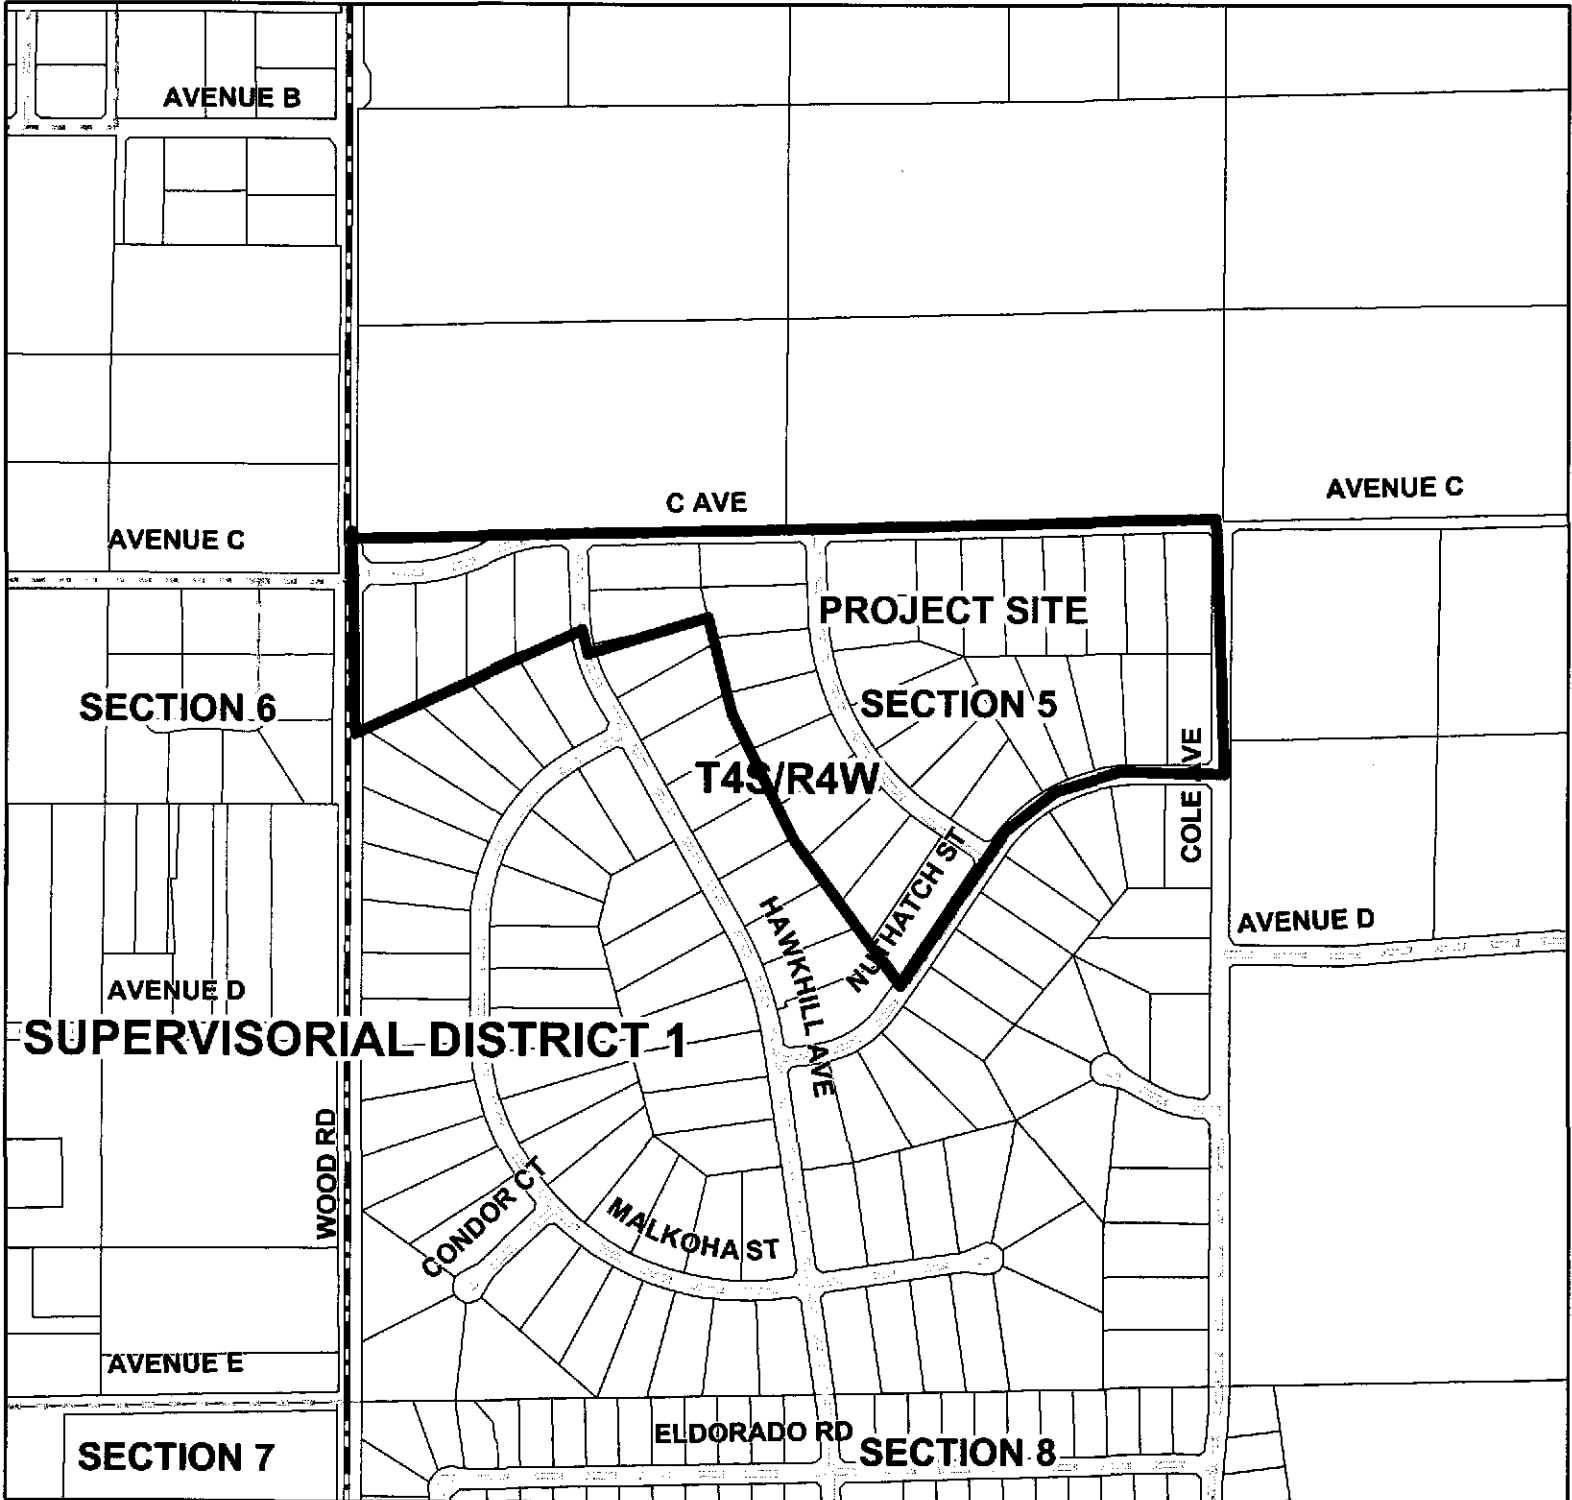 AVENUE B
C AVE
AVENUE C
AVENUE C
PROJECT SITE
SECTION 6
SECTION 5
T4S/R4W
COLE AVE
NUTHATCH ST
HAWKHILL AVE
AVENUE D
AVENUE D
SUPERVISORIAL DISTRICT 1
WOOD RD
CONDOR CT
MALKOHA ST
AVENUE E
ELDORADO RD
SECTION 7
SECTION 8